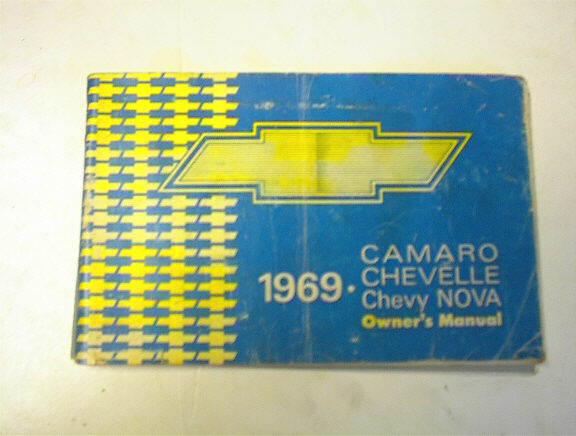 CAMARO
1969 • CHEVELLE
Chevy NOVA
Owner's Manual